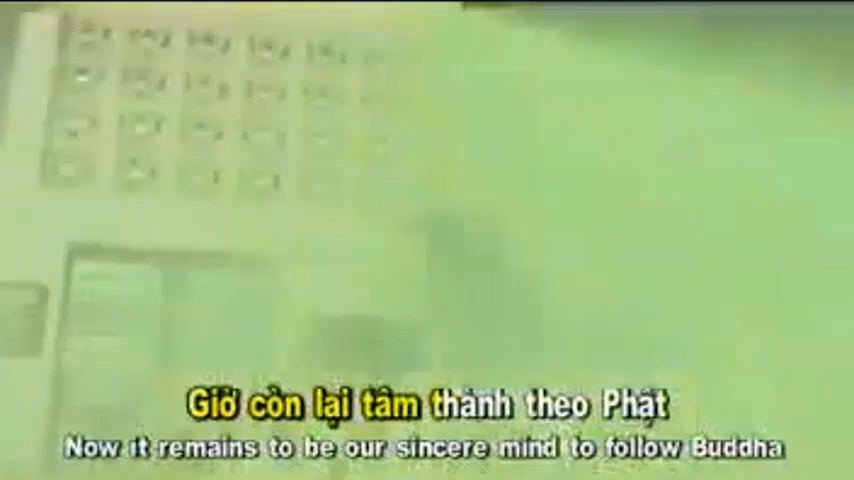 Giờ còn lại tâm thành theo Phật
Now it remains to be our sincere mind to follow Buddha